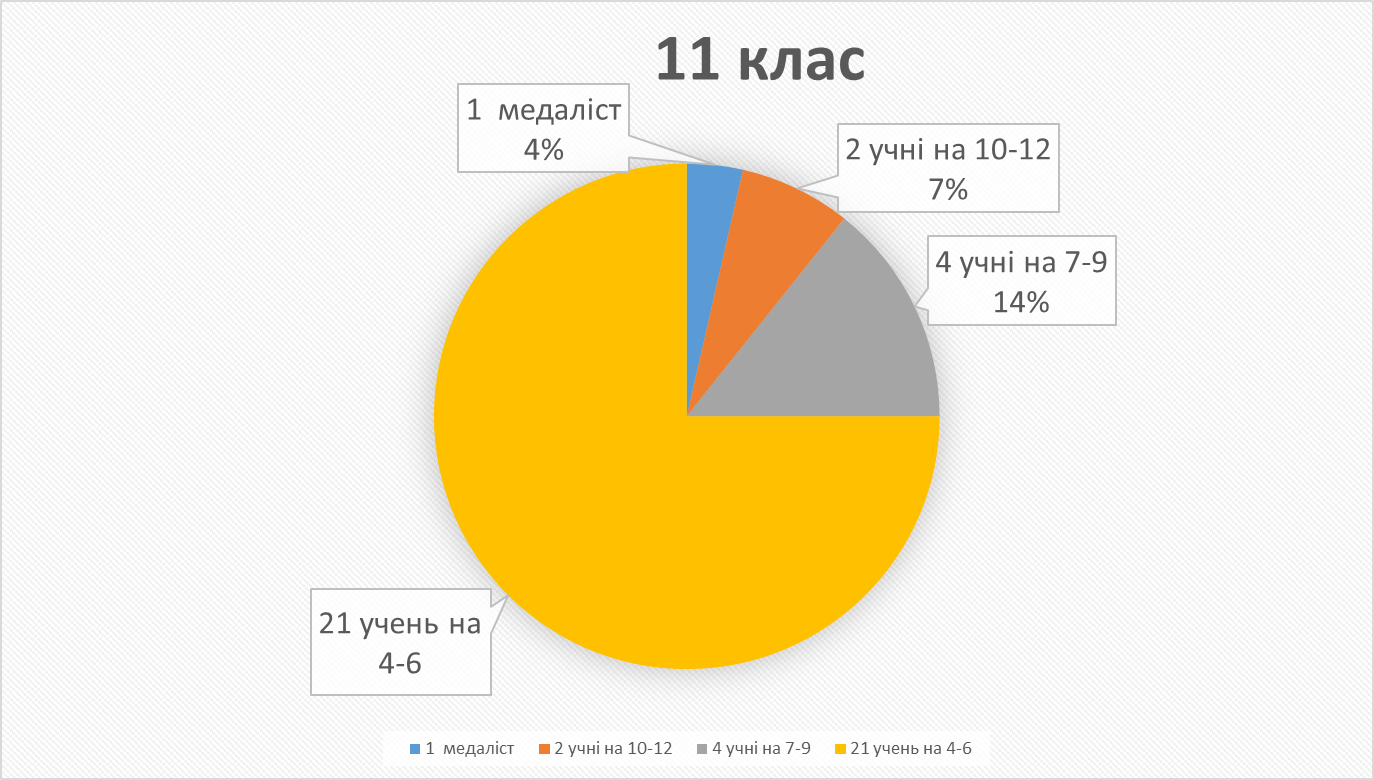 11 клас
1  медаліст
4%
2 учні на 10-12
7%
4 учні на 7-9
14%
21 учень на
4-6
1  медаліст
2 учні на 10-12
4 учні на 7-9
21 учень на 4-6